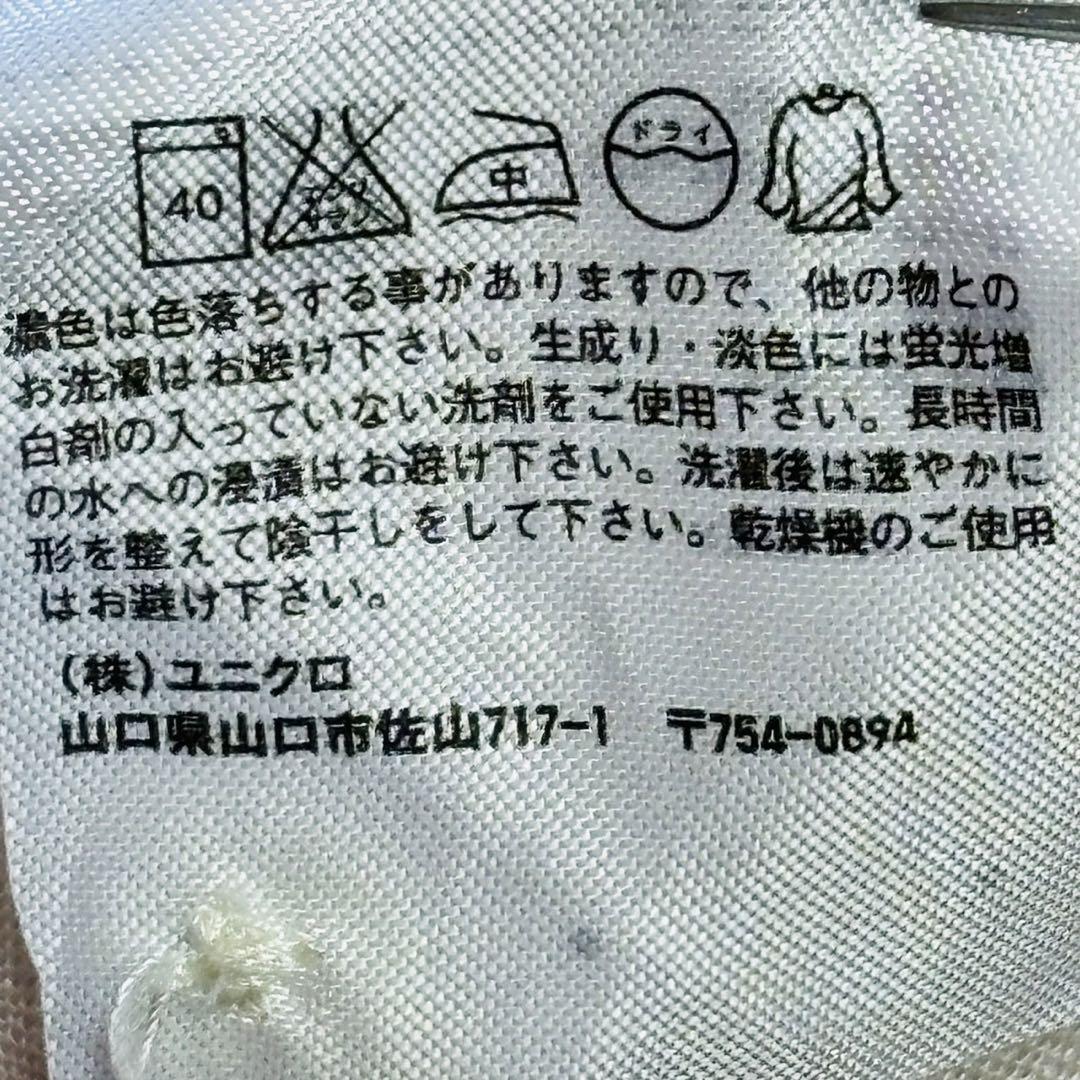 40
エンソ
サラシ
中
ドライ
濃色は色落ちする事がありますので、他の物との
お洗濯はお避け下さい。生成り・淡色には蛍光増
白剤の入っていない洗剤をご使用下さい。長時間
の水への浸漬はお避け下さい。洗濯後は速やかに
形を整えて陰干しをして下さい。乾燥機のご使用
はお避け下さい。
(株)ユニクロ
山口県山口市佐山717-1 〒754-0894